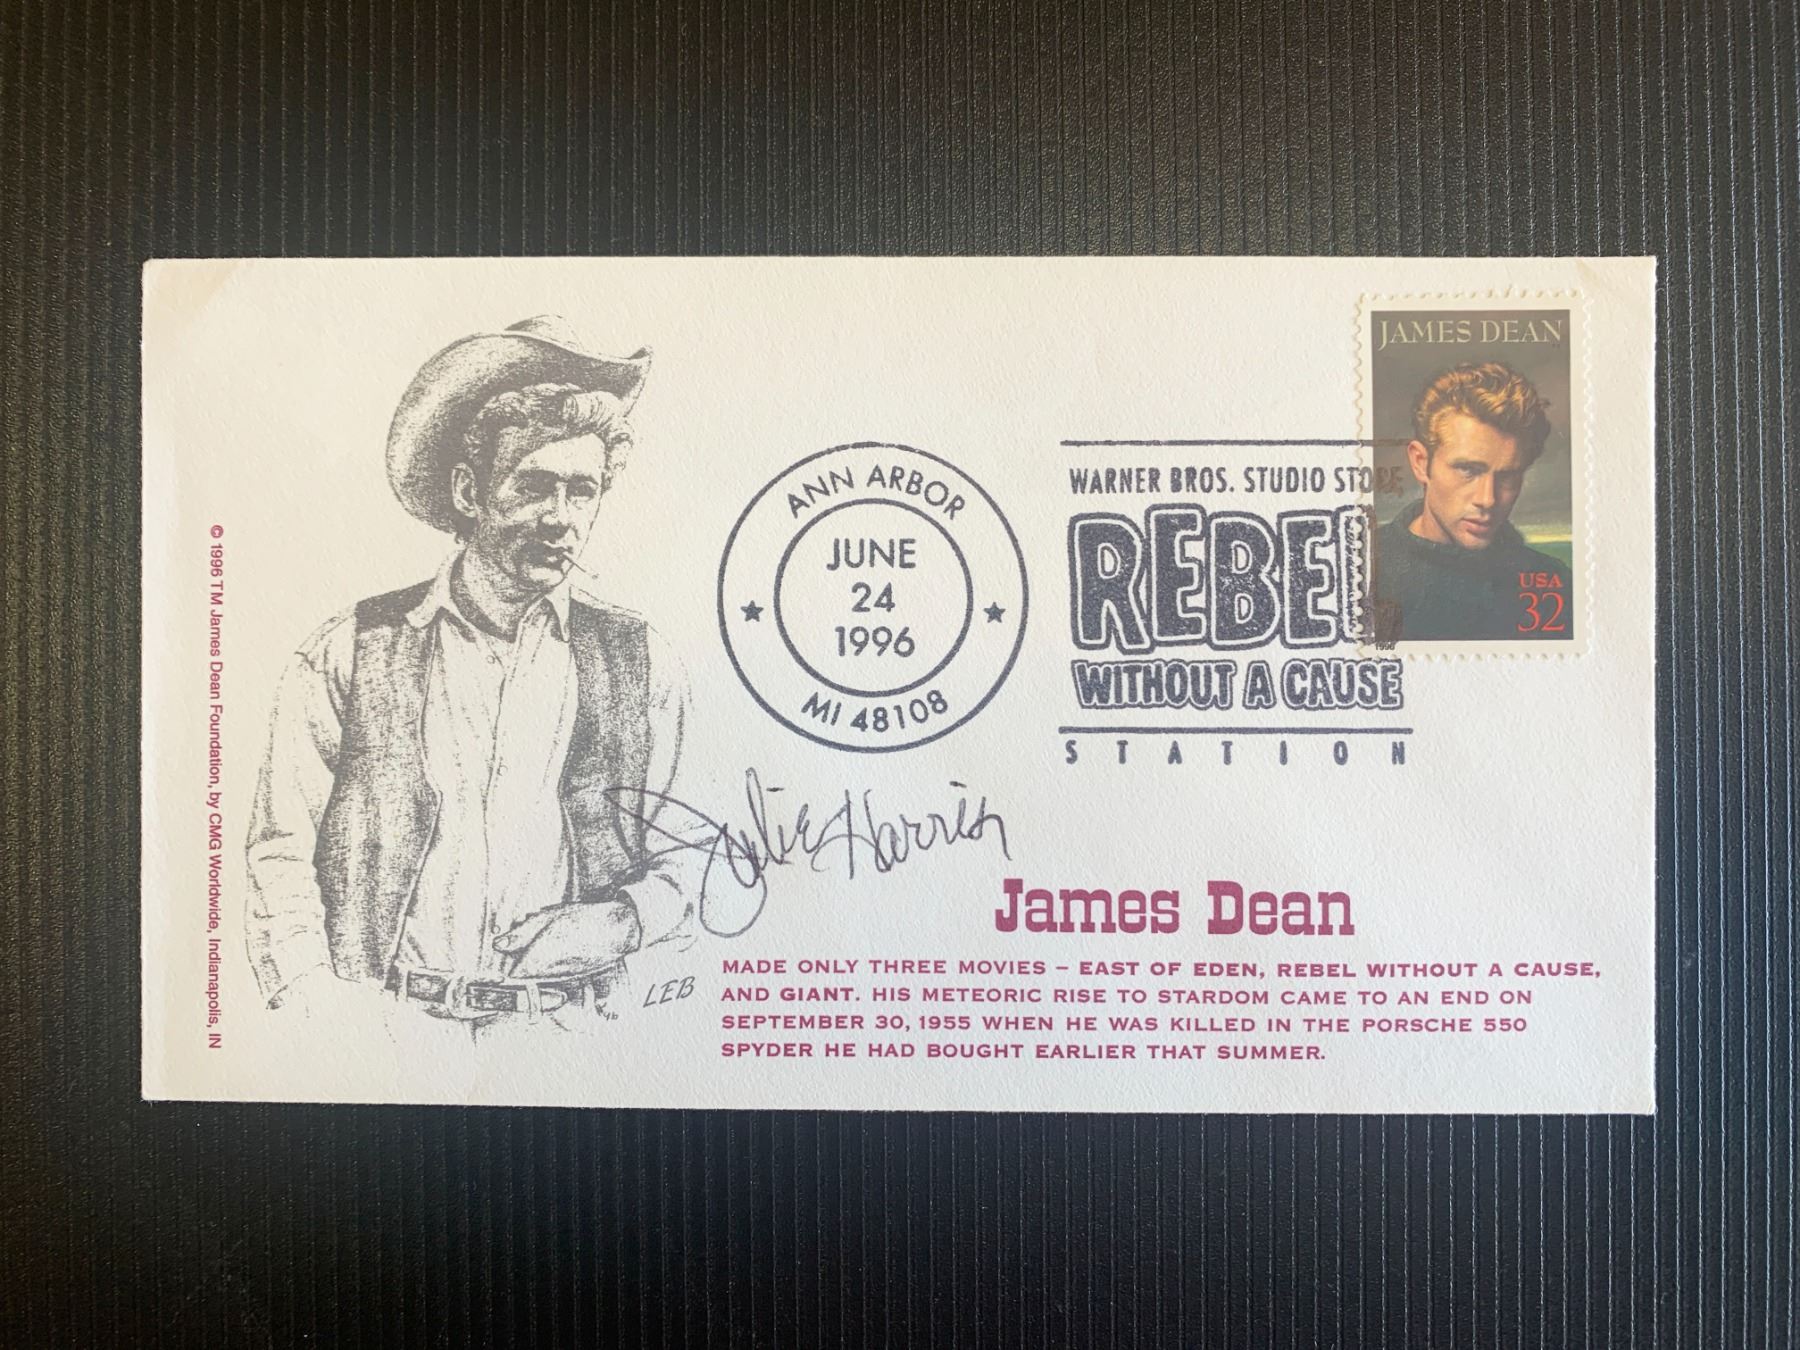 © 1996 TM James Dean Foundation, by CMG Worldwide, Indianapolis, IN
LEB
ANN ARBOR
JUNE
24
1996
MI 48108
WARNER BROS. STUDIO STORE
REBEL
WITHOUT A CAUSE
STATION
JAMES DEAN
USA
32
1996
Julie Harris
James Dean
MADE ONLY THREE MOVIES – EAST OF EDEN, REBEL WITHOUT A CAUSE,
AND GIANT. HIS METEORIC RISE TO STARDOM CAME TO AN END ON
SEPTEMBER 30, 1955 WHEN HE WAS KILLED IN THE PORSCHE 550
SPYDER HE HAD BOUGHT EARLIER THAT SUMMER.